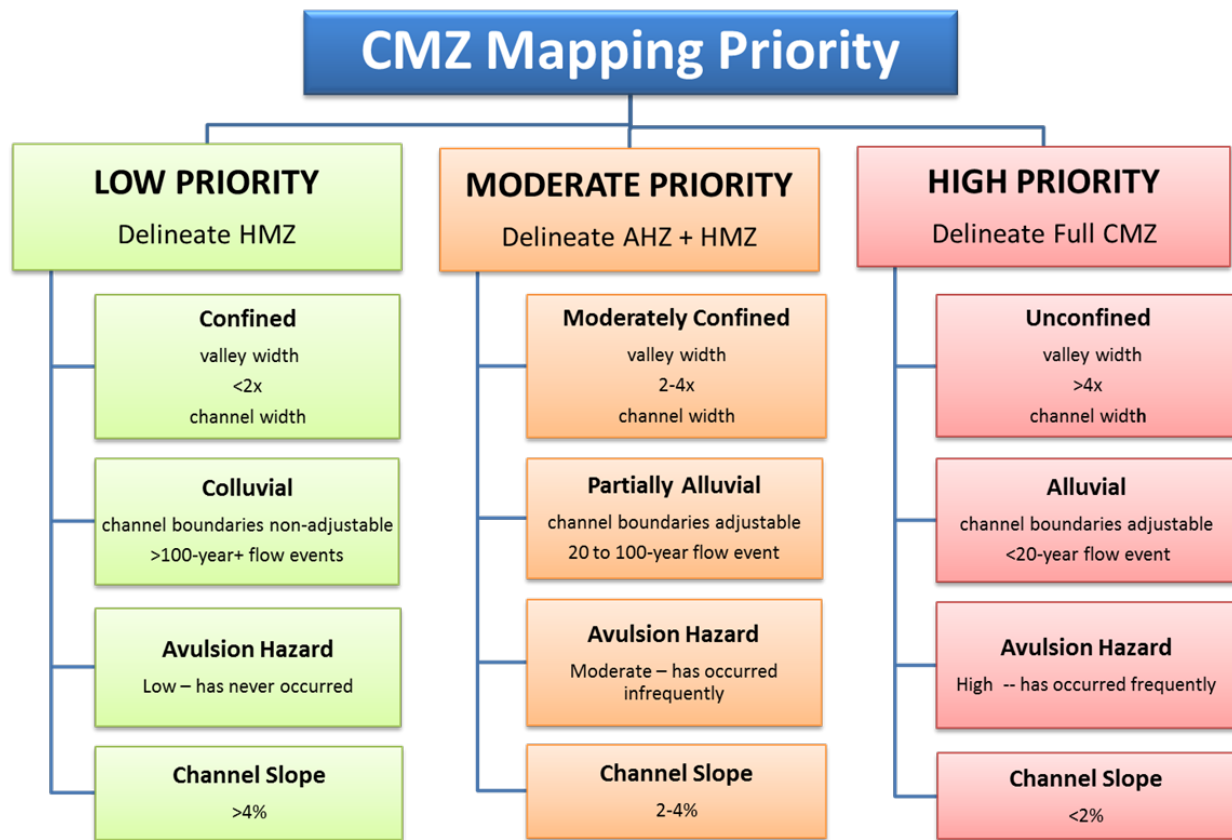 CMZ Mapping Priority
LOW PRIORITY
Delineate HMZ
Confined
valley width
<2x
channel width
Colluvial
channel boundaries non-adjustable
>100-year+ flow events
Avulsion Hazard
Low – has never occurred
Channel Slope
>4%
MODERATE PRIORITY
Delineate AHZ + HMZ
Moderately Confined
valley width
2-4x
channel width
Partially Alluvial
channel boundaries adjustable
20 to 100-year flow event
Avulsion Hazard
Moderate – has occurred
infrequently
Channel Slope
2-4%
HIGH PRIORITY
Delineate Full CMZ
Unconfined
valley width
>4x
channel width
Alluvial
channel boundaries adjustable
<20-year flow event
Avulsion Hazard
High -- has occurred frequently
Channel Slope
<2%